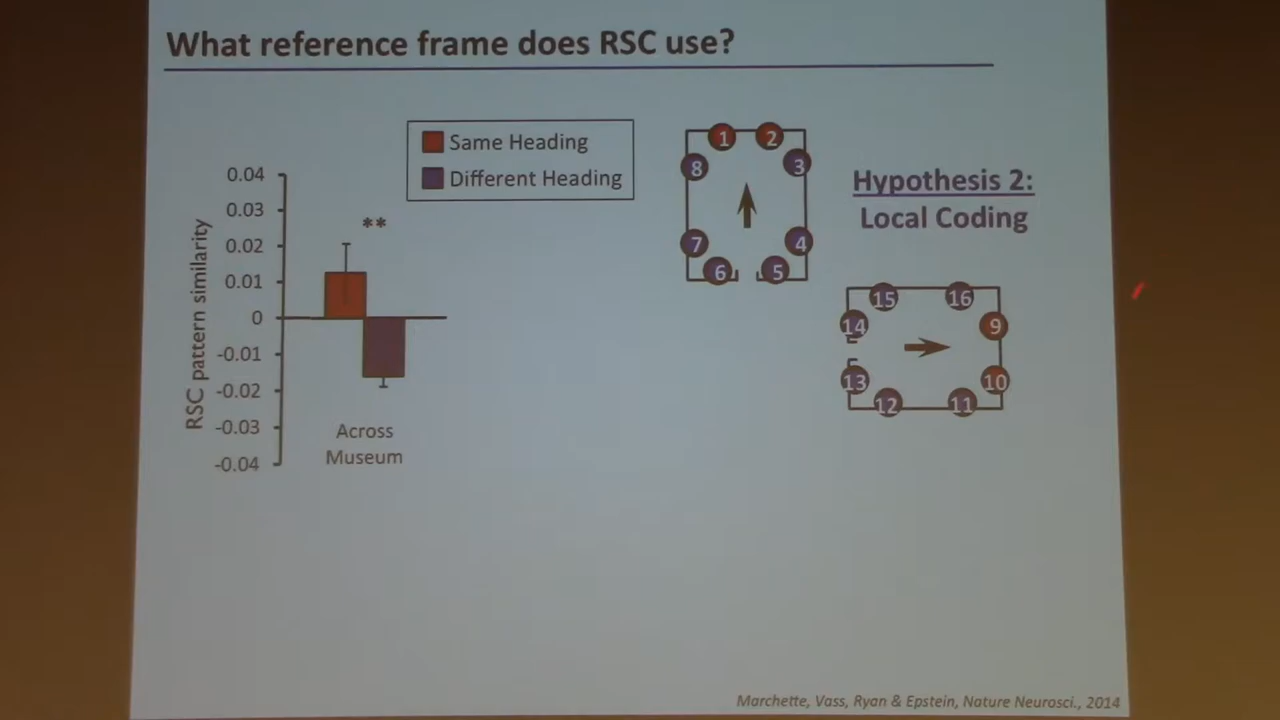 What reference frame does RSC use?
Same Heading
Different Heading
RSC pattern similarity
0.04
0.03
0.02
0.01
0
-0.01
-0.02
-0.03
-0.04
**
Across
Museum
1
2
8
3
7
4
6
5
Hypothesis 2:
Local Coding
15
16
14
9
13
10
12
11
Marchette, Vass, Ryan & Epstein, Nature Neurosci., 2014